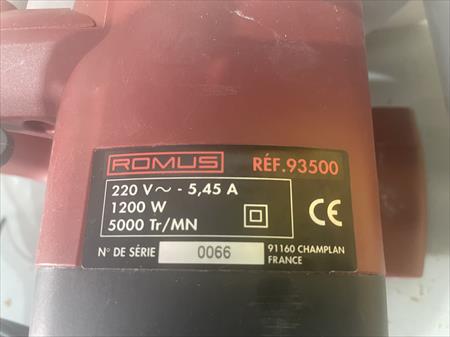 ROMUS RÉF.93500
220 V ~ - 5,45 A
1200 W
5000 Tr/MN
CE
N° DE SÉRIE 0066 91160 CHAMPLAN
FRANCE